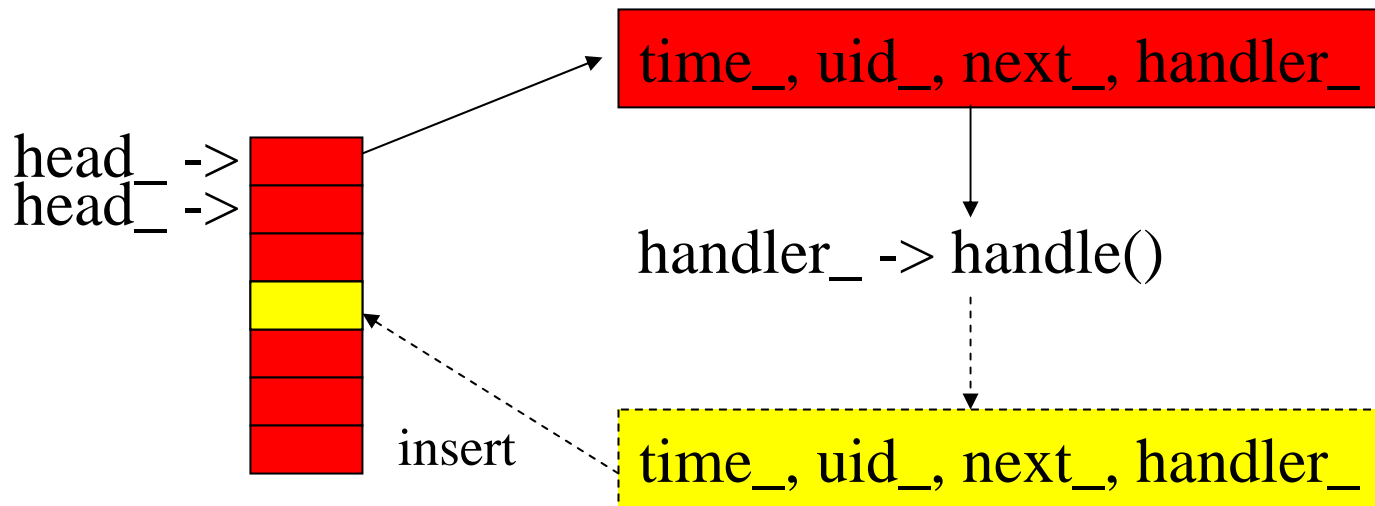 time_, uid_, next_, handler_
head_ ->
head_ ->
handler_ -> handle()
insert
time_, uid_, next_, handler_